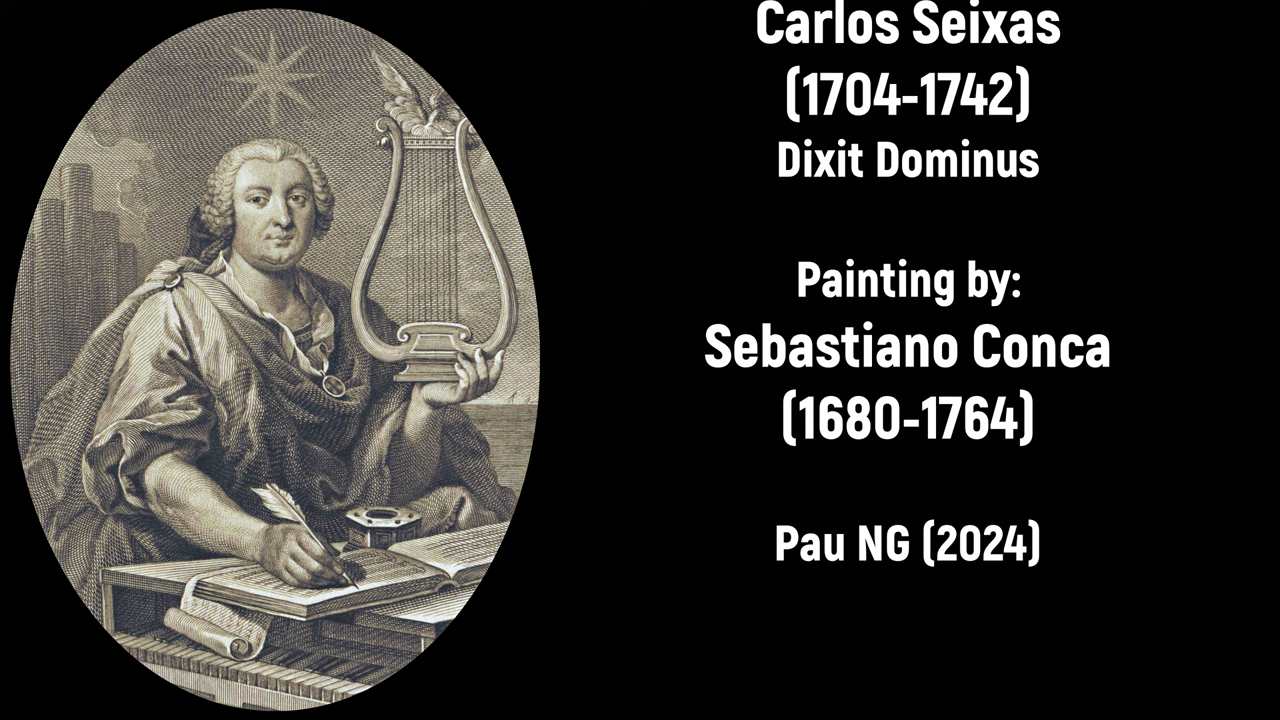 Carlos Seixas
(1704-1742)
Dixit Dominus
Painting by:
Sebastiano Conca
(1680-1764)
Pau NG (2024)